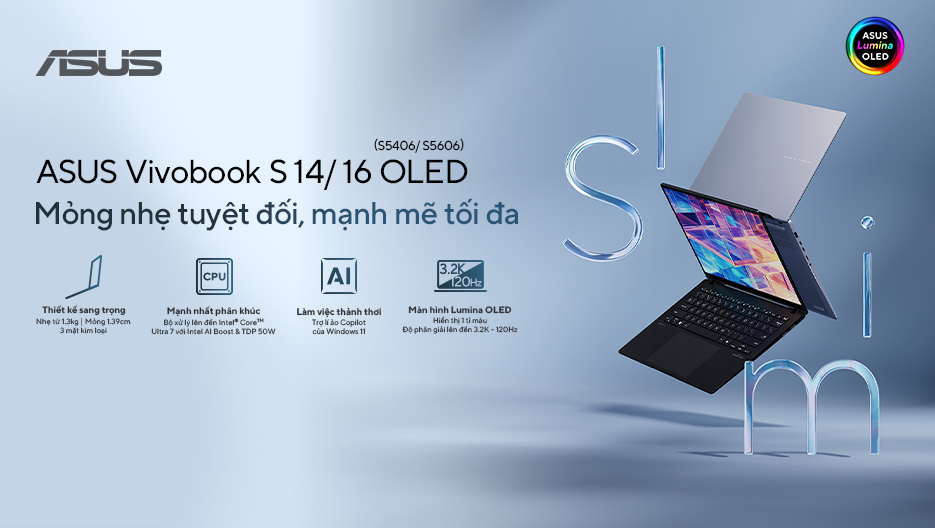 ASUS
ASUS
Lumina
OLED
(S5406/ S5606)
ASUS Vivobook S 14/ 16 OLED
Mỏng nhẹ tuyệt đối, mạnh mẽ tối đa
CPU
AI
3.2K
120Hz
Thiết kế sang trọng
Nhẹ từ 1.3kg | Mỏng 1.39cm
3 mặt kim loại
Mạnh nhất phân khúc
Bộ xử lý lên đến Intel® Core™
Ultra 7 với Intel AI Boost & TDP 50W
Làm việc thảnh thơi
Trợ lí ảo Copilot
của Windows 11
Màn hình Lumina OLED
Hiển thị 1 tỉ màu
Độ phân giải lên đến 3.2K - 120Hz
sl
i
m